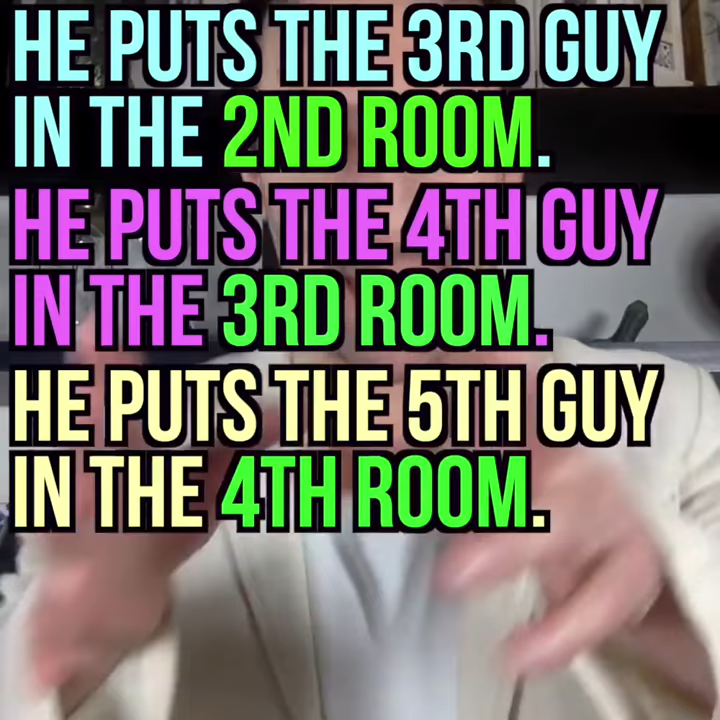 HE PUTS THE 3RD GUY
IN THE 2ND ROOM.
HE PUTS THE 4TH GUY
IN THE 3RD ROOM.
HE PUTS THE 5TH GUY
IN THE 4TH ROOM.